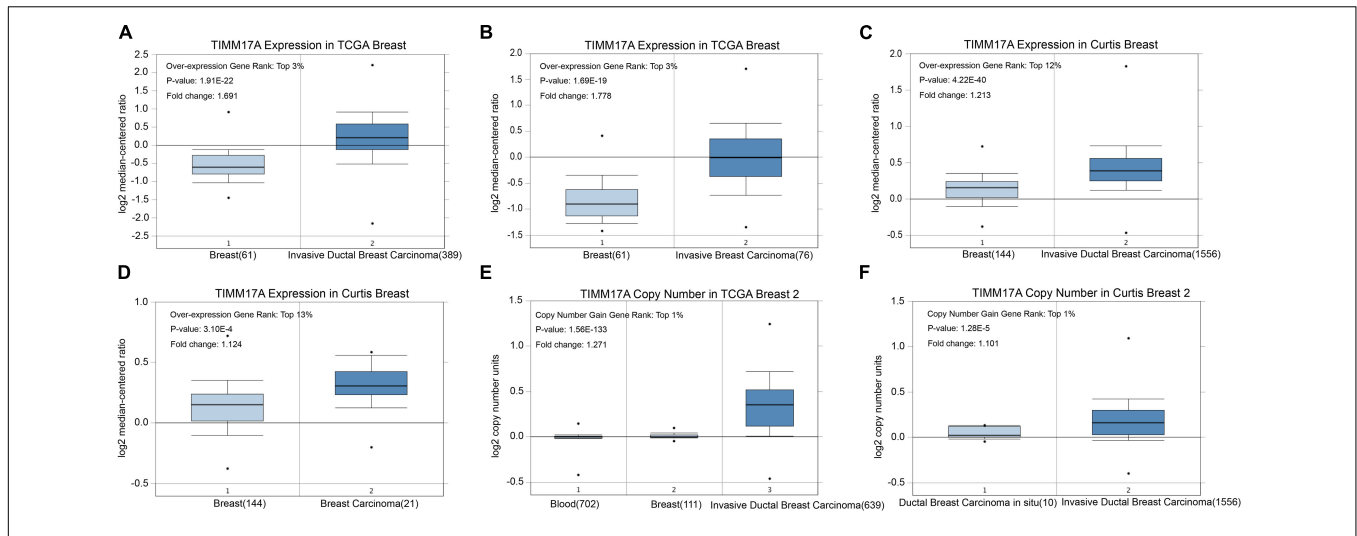 A
TIMM17A Expression in TCGA Breast
Over-expression Gene Rank: Top 3%
P-value: 1.91E-22
Fold change: 1.691
log2 median-centered ratio
2.5
2.0
1.5
1.0
0.5
0.0
-0.5
-1.0
-1.5
-2.0
-2.5
1
2
Breast(61)
Invasive Ductal Breast Carcinoma(389)
B
TIMM17A Expression in TCGA Breast
Over-expression Gene Rank: Top 3%
P-value: 1.69E-19
Fold change: 1.778
log2 median-centered ratio
2.0
1.5
1.0
0.5
0.0
-0.5
-1.0
-1.5
1
2
Breast(61)
Invasive Breast Carcinoma(76)
C
TIMM17A Expression in Curtis Breast
Over-expression Gene Rank: Top 12%
P-value: 4.22E-40
Fold change: 1.213
log2 median-centered ratio
2.0
1.5
1.0
0.5
0.0
-0.5
1
2
Breast(144)
Invasive Ductal Breast Carcinoma(1556)
D
TIMM17A Expression in Curtis Breast
Over-expression Gene Rank: Top 13%
P-value: 3.10E-4
Fold change: 1.124
log2 median-centered ratio
1.0
0.5
0.0
-0.5
1
2
Breast(144)
Breast Carcinoma(21)
E
TIMM17A Copy Number in TCGA Breast 2
Copy Number Gain Gene Rank: Top 1%
P-value: 1.56E-133
Fold change: 1.271
log2 copy number units
1.5
1.0
0.5
0.0
-0.5
1
2
3
Blood(702)
Breast(111)
Invasive Ductal Breast Carcinoma(639)
F
TIMM17A Copy Number in Curtis Breast 2
Copy Number Gain Gene Rank: Top 1%
P-value: 1.28E-5
Fold change: 1.101
log2 copy number units
1.5
1.0
0.5
0.0
-0.5
1
2
Ductal Breast Carcinoma in situ(10)
Invasive Ductal Breast Carcinoma(1556)